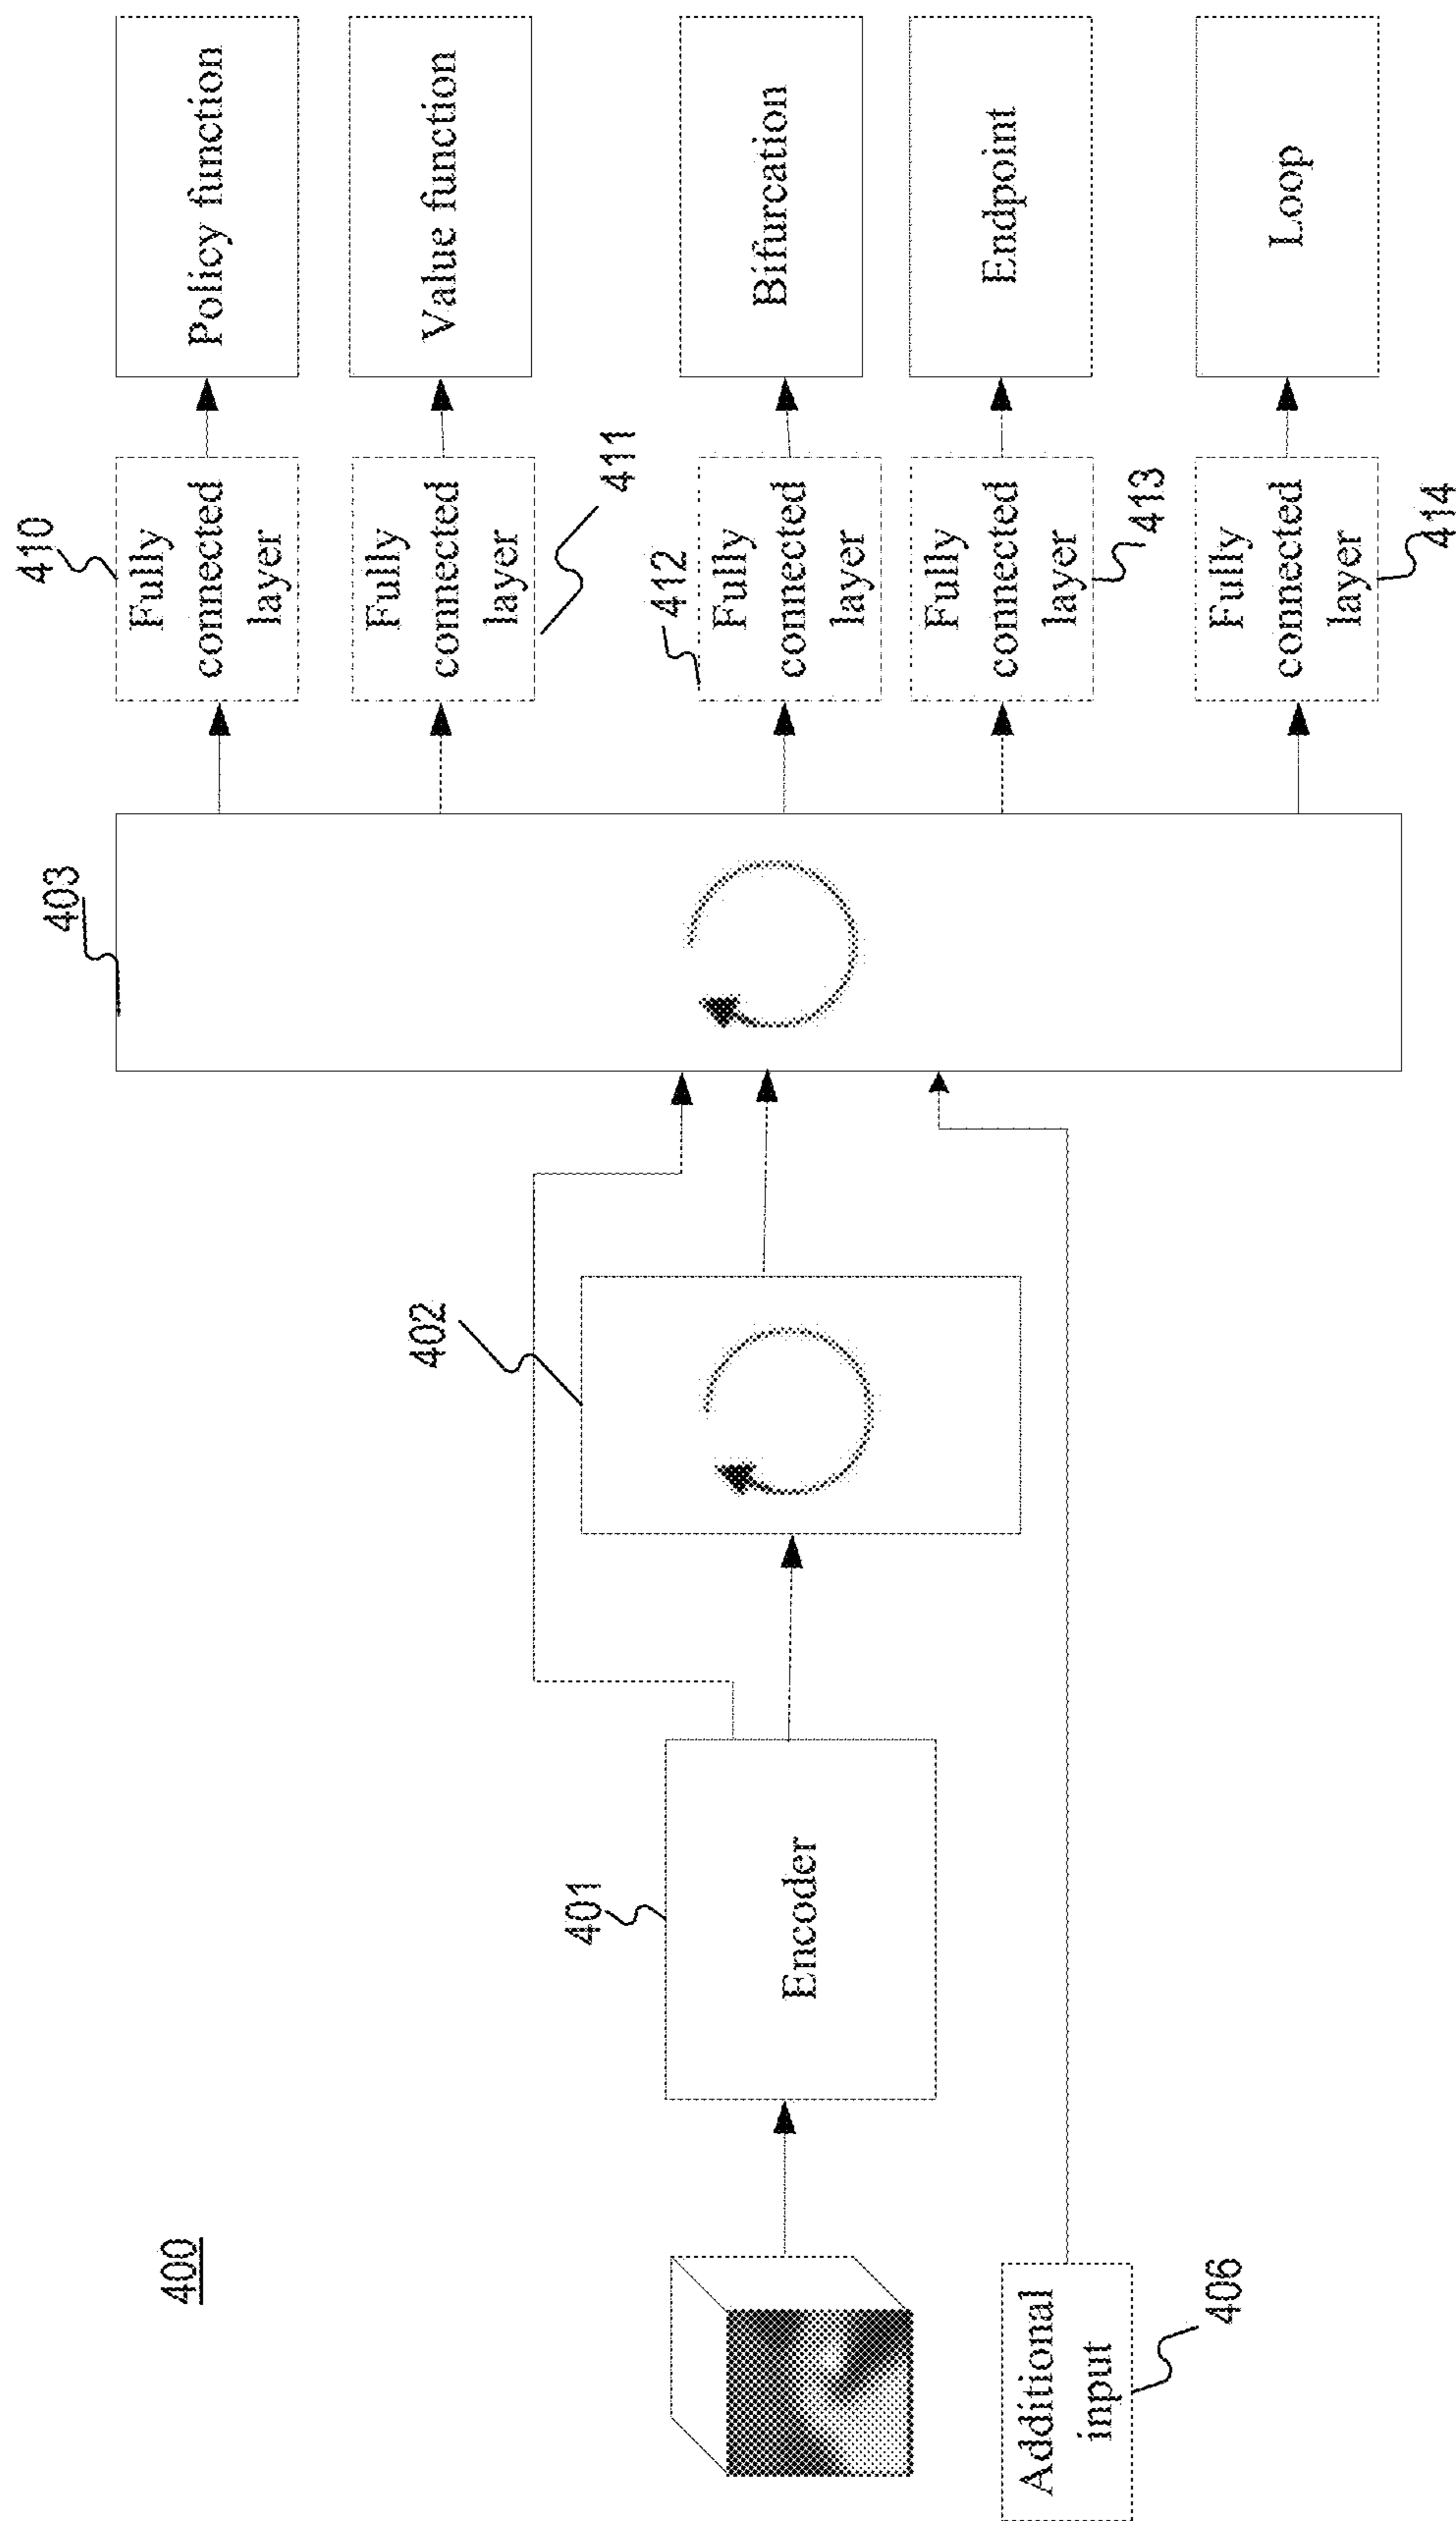 400
Additional
input
406
Encoder
401
402
403
410
Fully
connected
layer
Policy function
Fully
connected
layer
411
Value function
412
Fully
connected
layer
Bifurcation
Fully
connected
layer
413
Endpoint
Fully
connected
layer
414
Loop